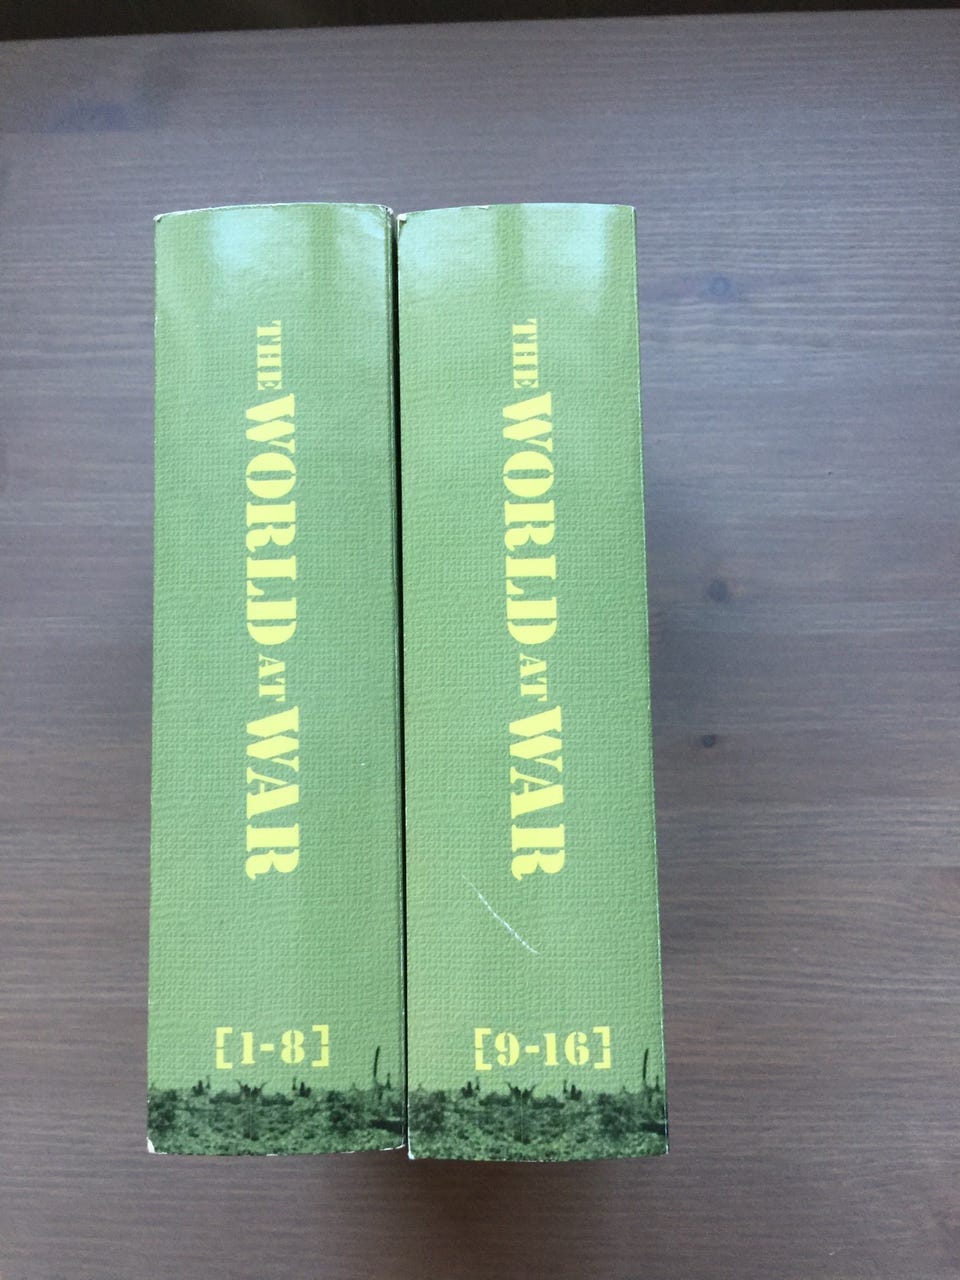 THE WORLD AT WAR
[1-8]
THE WORLD AT WAR
[9-16]